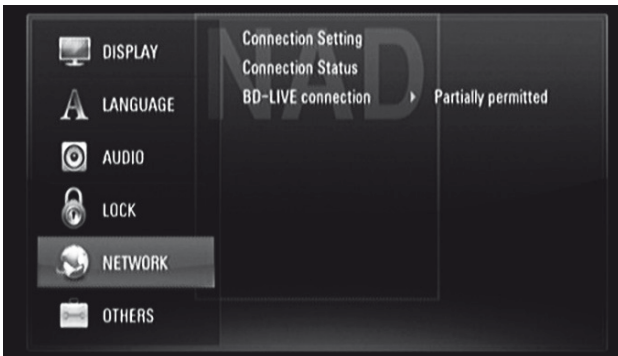 NAD
DISPLAY
LANGUAGE
AUDIO
LOCK
NETWORK
OTHERS
Connection Setting
Connection Status
BD-LIVE connection Partially permitted